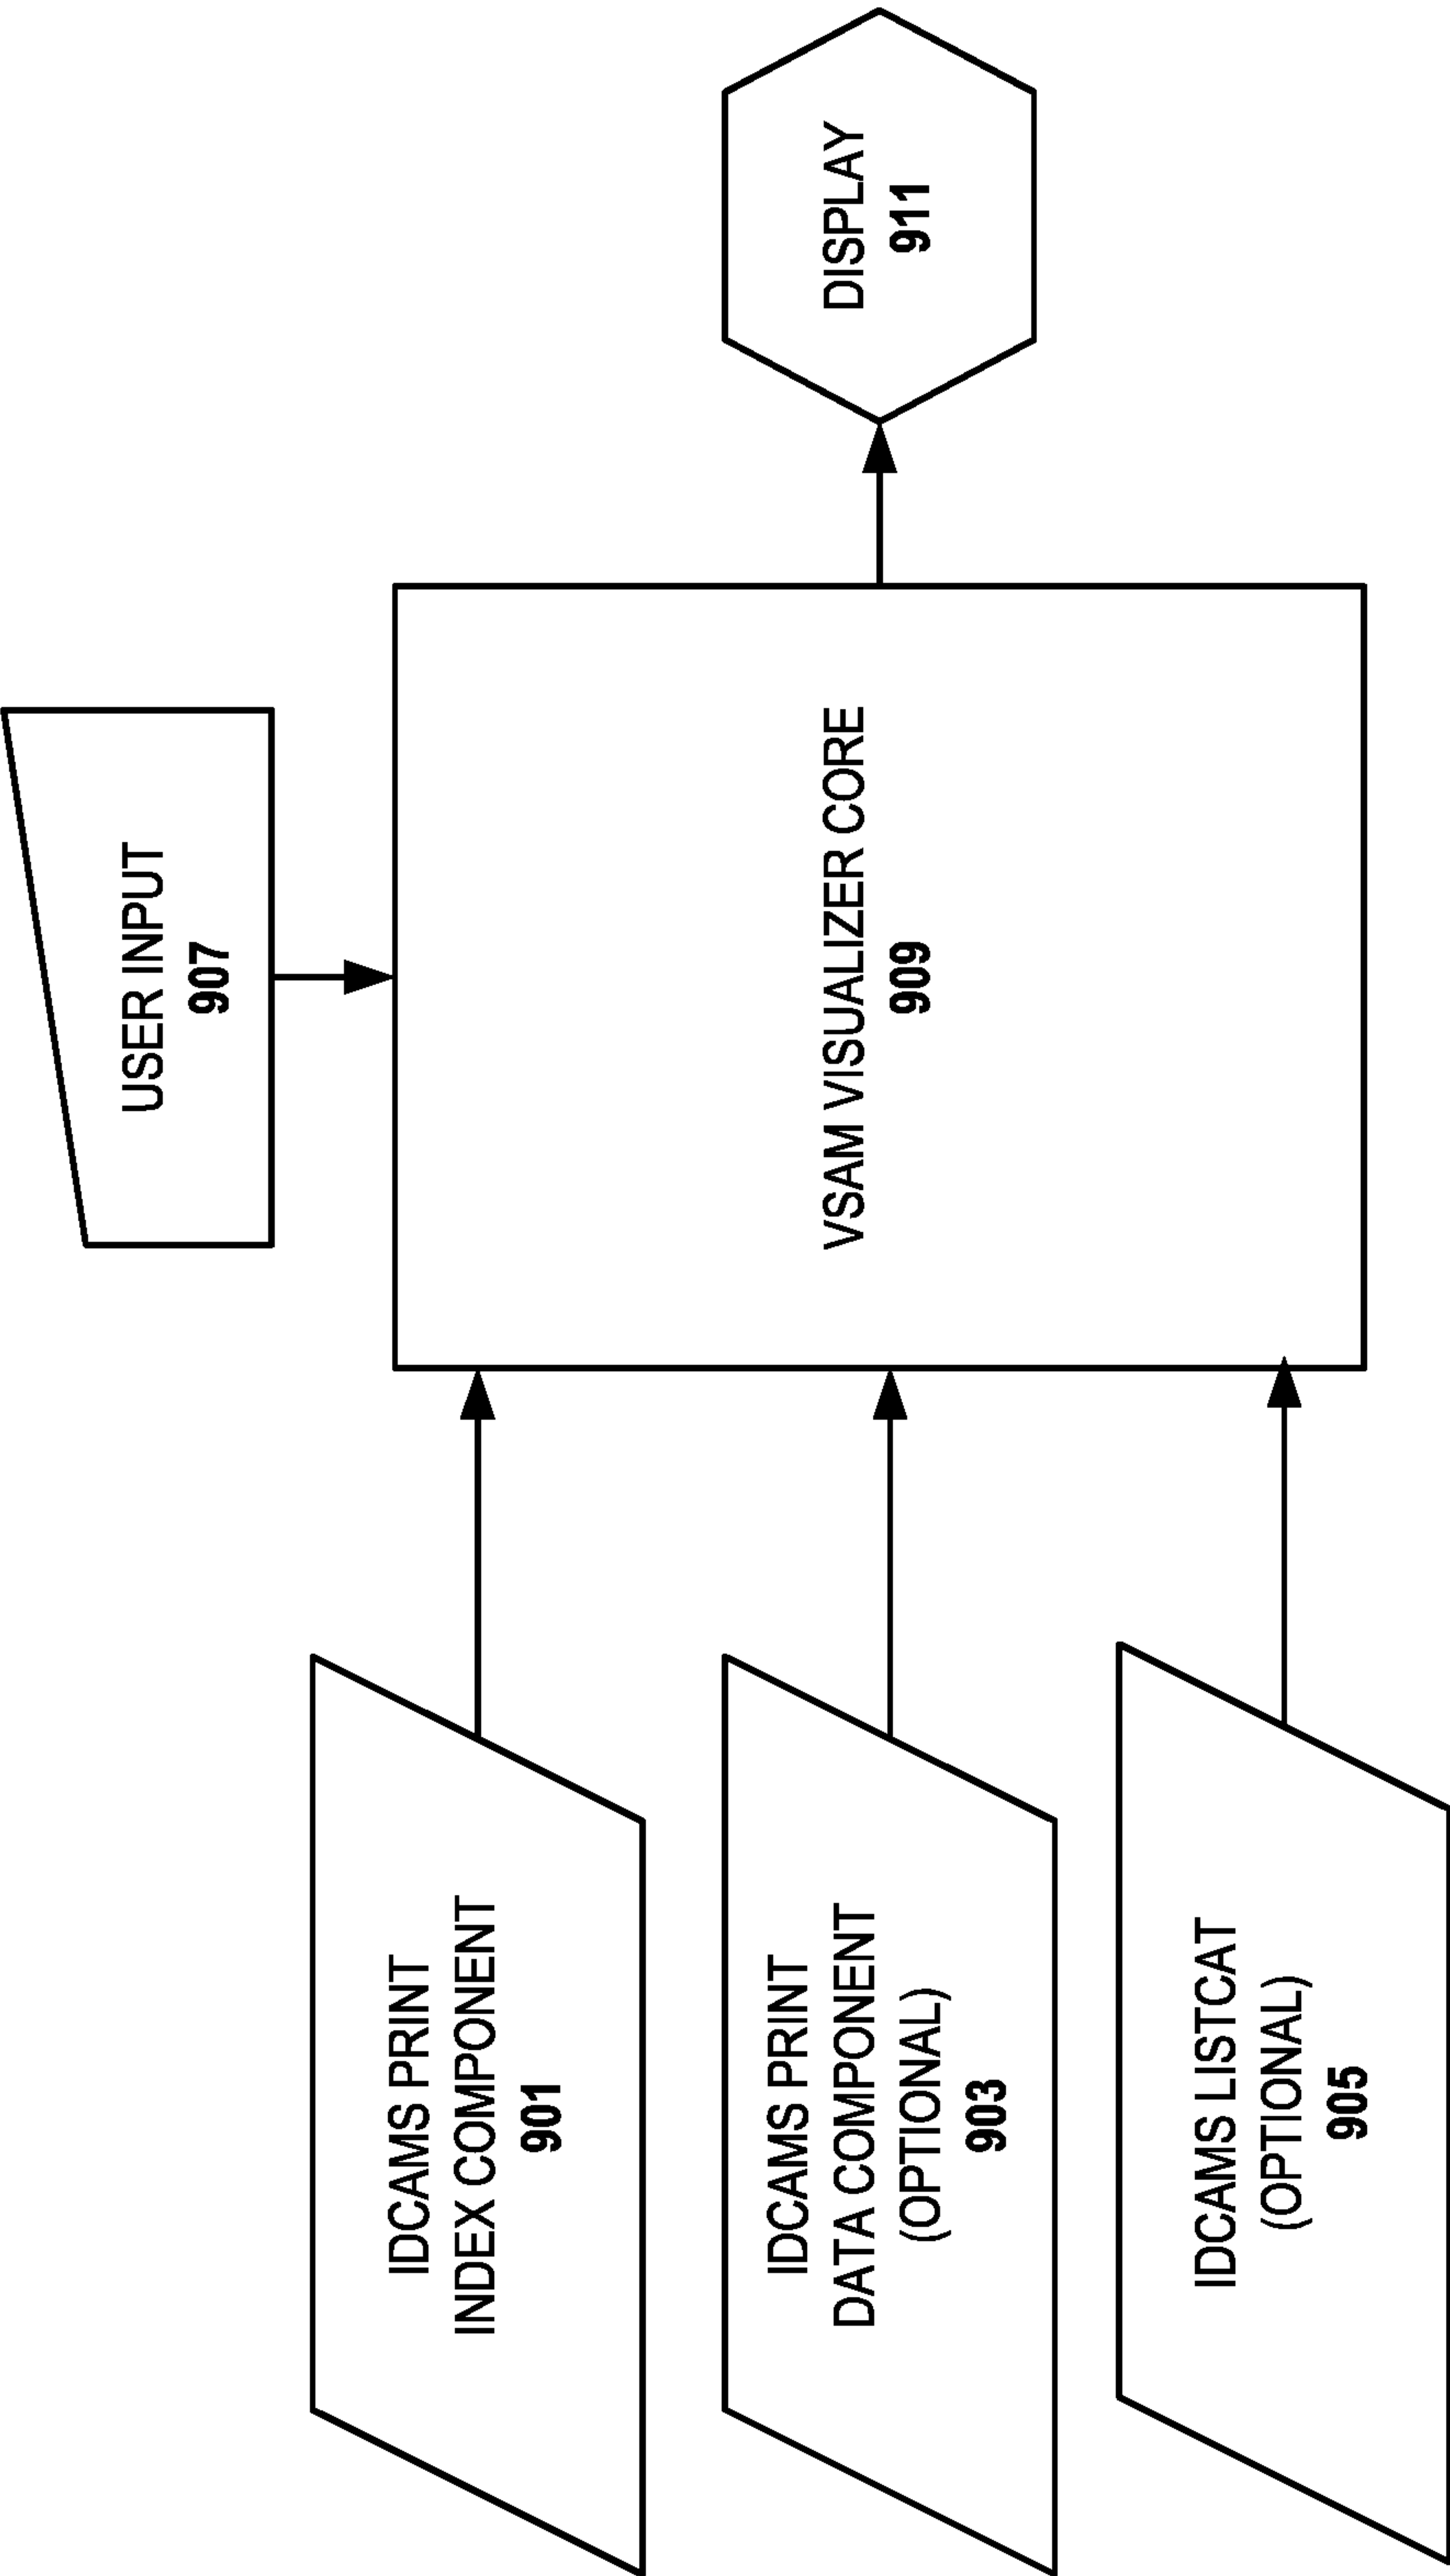 USER INPUT
907
IDCAMS PRINT
INDEX COMPONENT
901
IDCAMS PRINT
DATA COMPONENT
(OPTIONAL)
903
IDCAMS LISTCAT
(OPTIONAL)
905
VSAM VISUALIZER CORE
909
DISPLAY
911